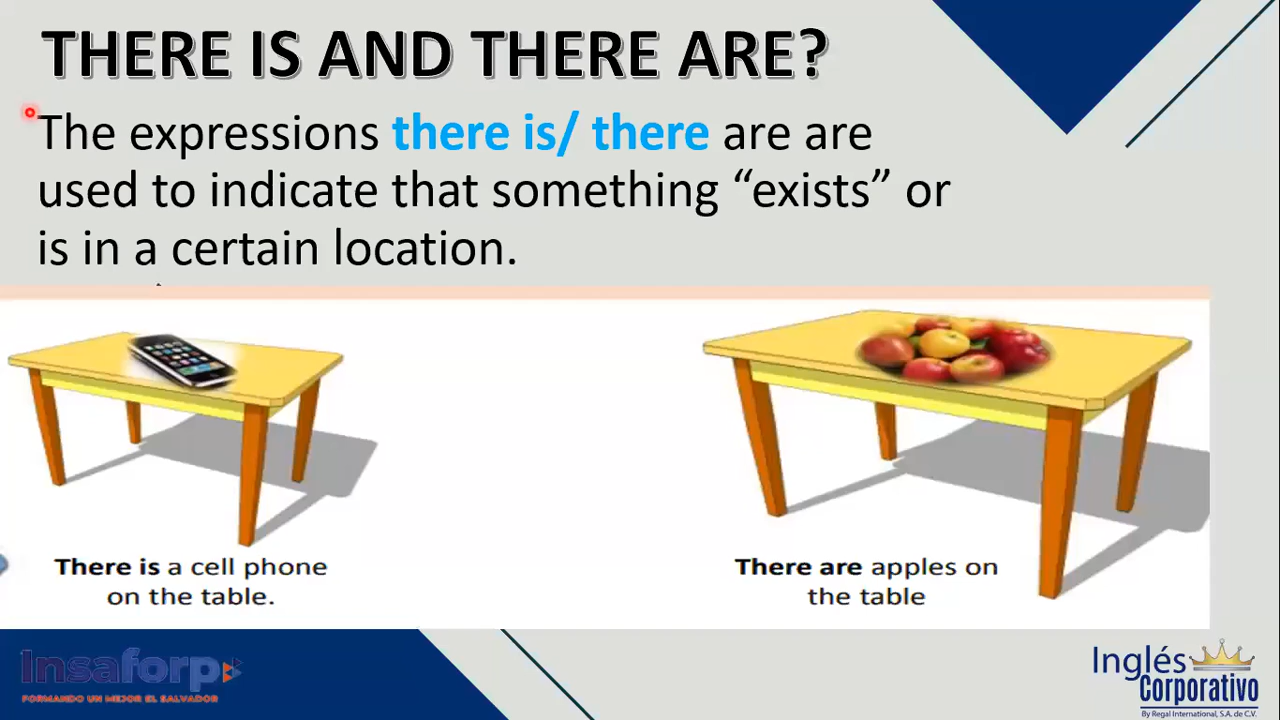 THERE IS AND THERE ARE?
The expressions there is/ there are are
used to indicate that something “exists” or
is in a certain location.
There is a cell phone
on the table.
There are apples on
the table
Insaforp
FORMANDO UN MEJOR EL SALVADOR
Inglés
Corporativo
By Regal International, S.A. de C.V.